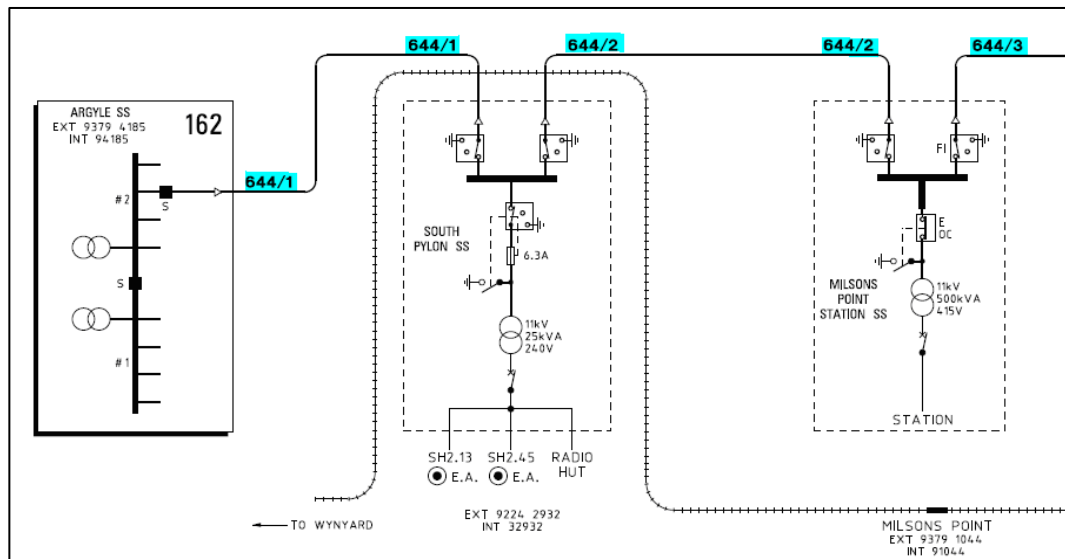 644/1
644/2
644/2
644/3
ARGYLE SS
EXT 9379 4185
INT 94185
162
644/1
#2
S
S
#1
SOUTH
PYLON SS
6.3A
11kV
25kVA
240V
SH2.13
E.A.
SH2.45
E.A.
RADIO
HUT
EXT 9224 2932
INT 32932
TO WYNYARD
FI
E
OC
MILSONS
POINT
STATION SS
11kV
500kVA
415V
STATION
MILSONS POINT
EXT 9379 1044
INT 91044